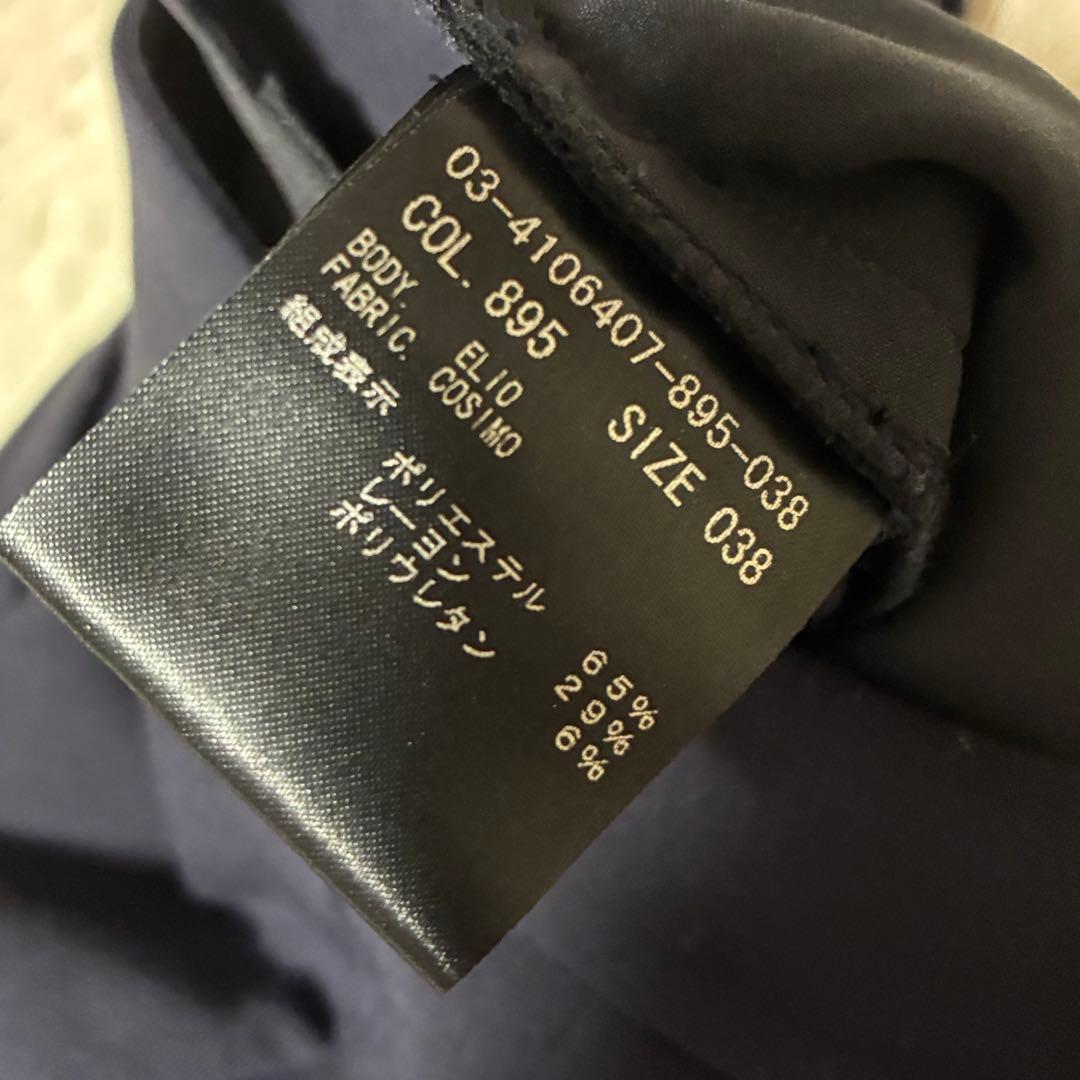 03-4106407-895-038
COL. 895 SIZE 038
BODY. ELIO
FABRIC. COSIMO
組成表示
ポリエステル 65%
レーヨン 29%
ポリウレタン 6%